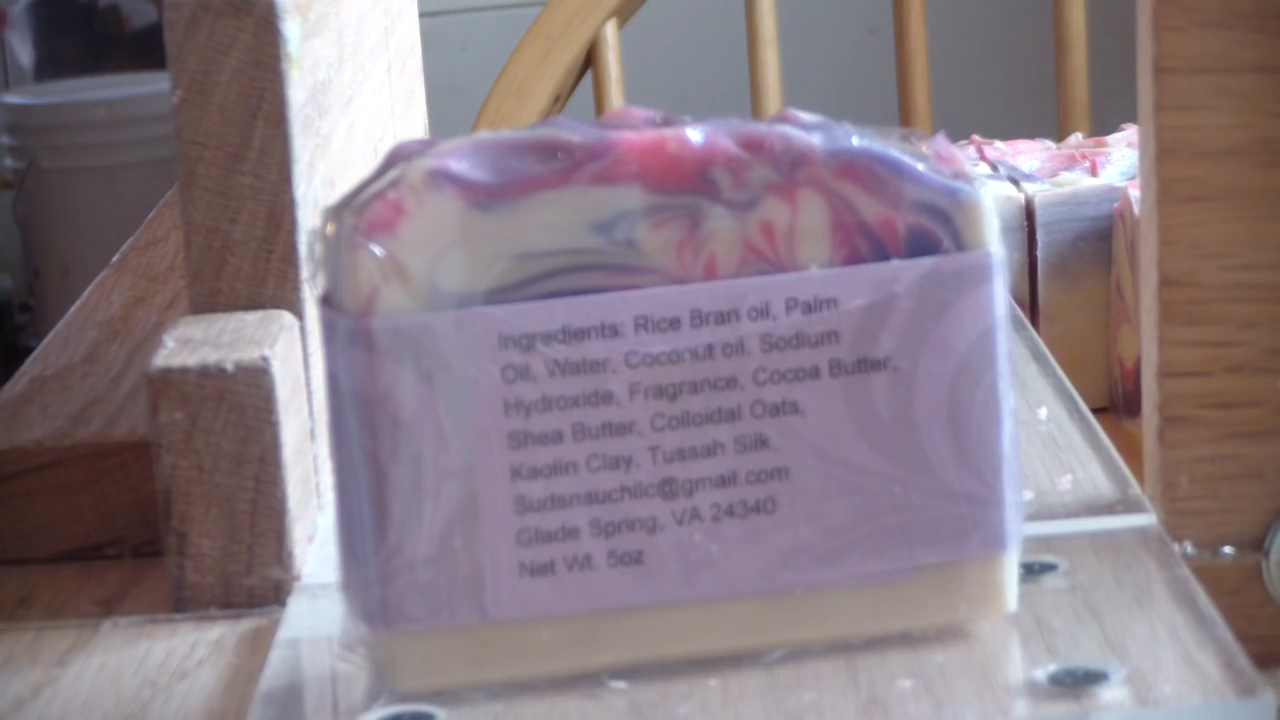 Ingredients: Rice Bran oil, Palm
Oil, Water, Coconut oil, Sodium
Hydroxide, Fragrance, Cocoa Butter,
Shea Butter, Colloidal Oats,
Kaolin Clay, Tussah Silk.
Sudsnsuchllc@gmail.com
Glade Spring, VA 24340
Net Wt. 5oz